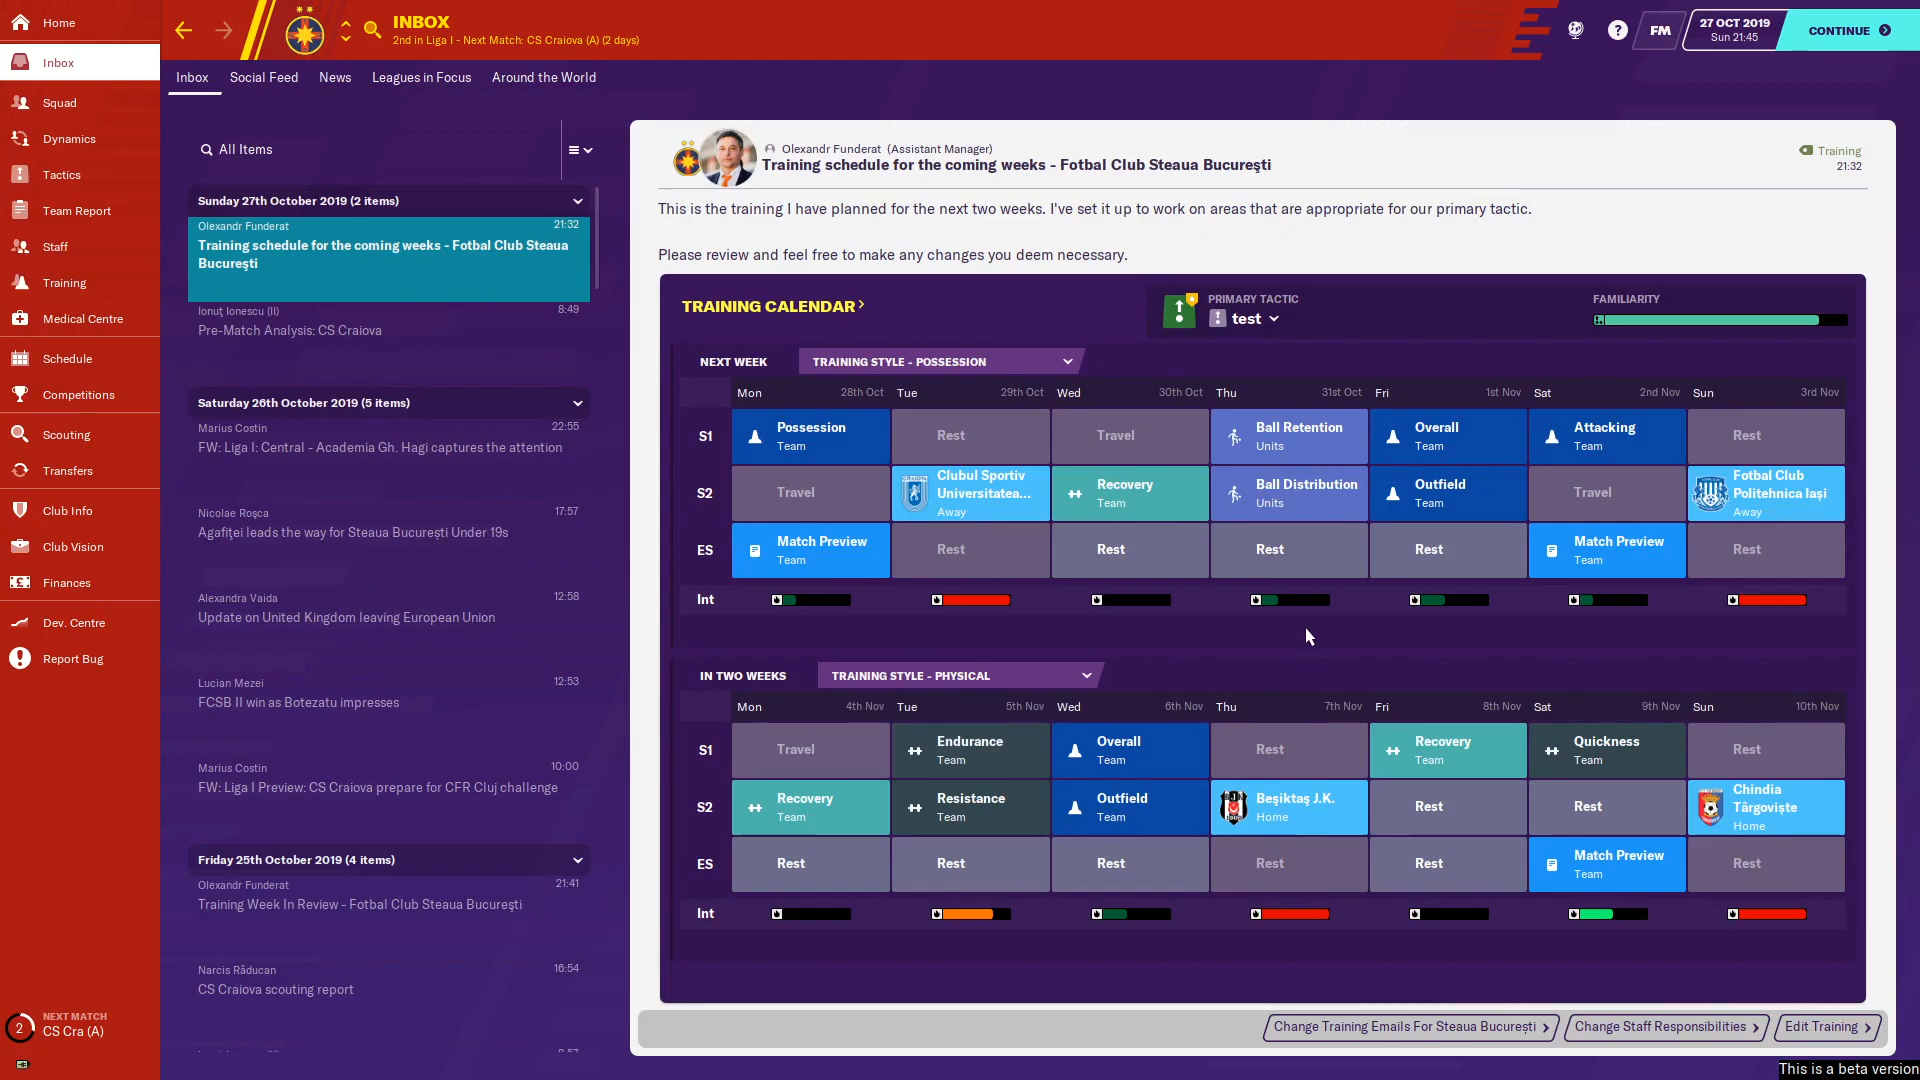 Home
Inbox
Squad
Dynamics
Tactics
Team Report
Staff
Training
Medical Centre
Schedule
Competitions
Scouting
Transfers
Club Info
Club Vision
Finances
Dev. Centre
Report Bug
2
NEXT MATCH
CS Cra (A)
INBOX
2nd in Liga I - Next Match: CS Craiova (A) (2 days)
? FM
27 OCT 2019
Sun 21:45
CONTINUE
Inbox Social Feed News Leagues in Focus Around the World
All Items
Sunday 27th October 2019 (2 items)
Olexandr Funderat 21:32
Training schedule for the coming weeks - Fotbal Club Steaua
Bucureşti
Ionuţ Ionescu (II) 8:49
Pre-Match Analysis: CS Craiova
Saturday 26th October 2019 (5 items)
Marius Costin 22:55
FW: Liga I: Central - Academia Gh. Hagi captures the attention
Nicolae Roşca 17:57
Agafiţei leads the way for Steaua Bucureşti Under 19s
Alexandra Vaida 12:58
Update on United Kingdom leaving European Union
Lucian Mezei 12:53
FCSB II win as Botezatu impresses
Marius Costin 10:00
FW: Liga I Preview: CS Craiova prepare for CFR Cluj challenge
Friday 25th October 2019 (4 items)
Olexandr Funderat 21:41
Training Week In Review - Fotbal Club Steaua Bucureşti
Narcis Răducan 16:54
CS Craiova scouting report
Olexandr Funderat (Assistant Manager)
Training schedule for the coming weeks - Fotbal Club Steaua Bucureşti
Training
21:32
This is the training I have planned for the next two weeks. I've set it up to work on areas that are appropriate for our primary tactic.
Please review and feel free to make any changes you deem necessary.
TRAINING CALENDAR
PRIMARY TACTIC
test
FAMILIARITY
NEXT WEEK TRAINING STYLE - POSSESSION
Mon 28th Oct Tue 29th Oct Wed 30th Oct Thu 31st Oct Fri 1st Nov Sat 2nd Nov Sun 3rd Nov
S1
Possession
Team
Rest
Travel
Ball Retention
Units
Overall
Team
Attacking
Team
Rest
S2
Travel
Clubul Sportiv
Universitatea...
Away
Recovery
Team
Ball Distribution
Units
Outfield
Team
Travel
Fotbal Club
Politehnica Iaşi
Away
ES
Match Preview
Team
Rest
Rest
Rest
Rest
Match Preview
Team
Rest
Int
IN TWO WEEKS TRAINING STYLE - PHYSICAL
Mon 4th Nov Tue 5th Nov Wed 6th Nov Thu 7th Nov Fri 8th Nov Sat 9th Nov Sun 10th Nov
S1
Travel
Endurance
Team
Overall
Team
Rest
Recovery
Team
Quickness
Team
Rest
S2
Recovery
Team
Resistance
Team
Outfield
Team
Beşiktaş J.K.
Home
Rest
Rest
Chindia
Târgovişte
Home
ES
Rest
Rest
Rest
Rest
Rest
Match Preview
Team
Rest
Int
Change Training Emails For Steaua Bucureşti
Change Staff Responsibilities
Edit Training
This is a beta version